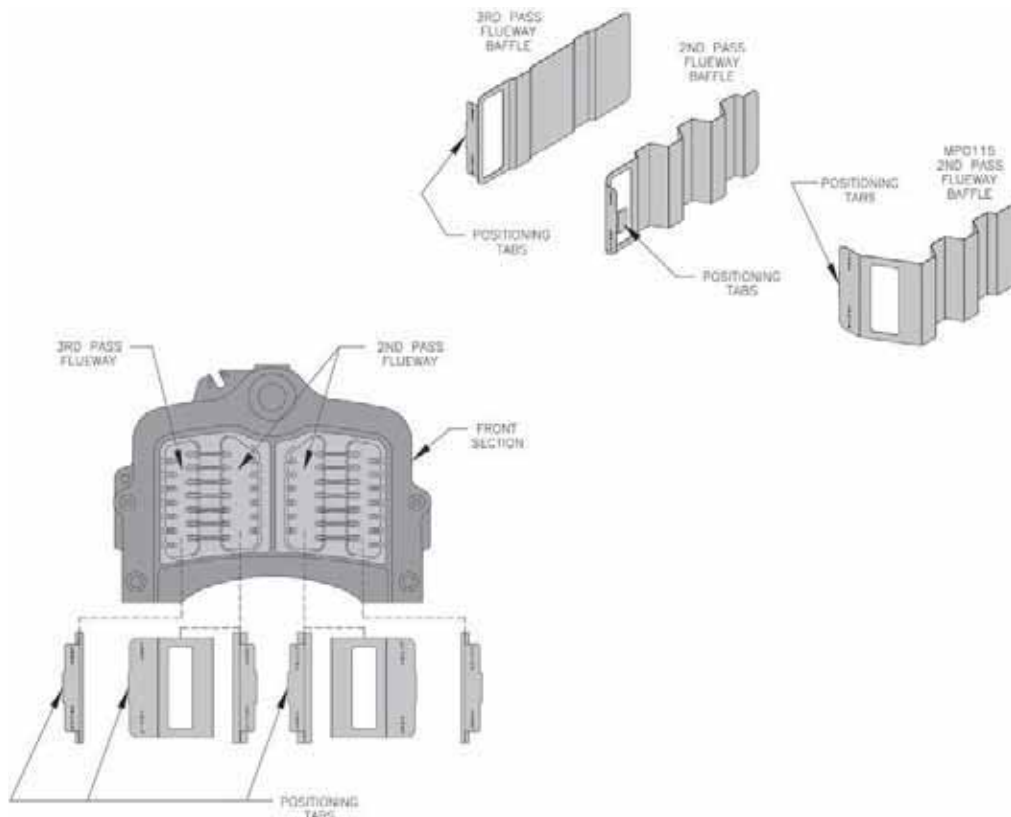 3RD PASS
FLUEWAY
BAFFLE
2ND PASS
FLUEWAY
BAFFLE
MPO115
2ND PASS
FLUEWAY
BAFFLE
POSITIONING
TABS
POSITIONING
TABS
POSITIONING
TABS
3RD PASS
FLUEWAY
2ND PASS
FLUEWAY
FRONT
SECTION
POSITIONING
TABS